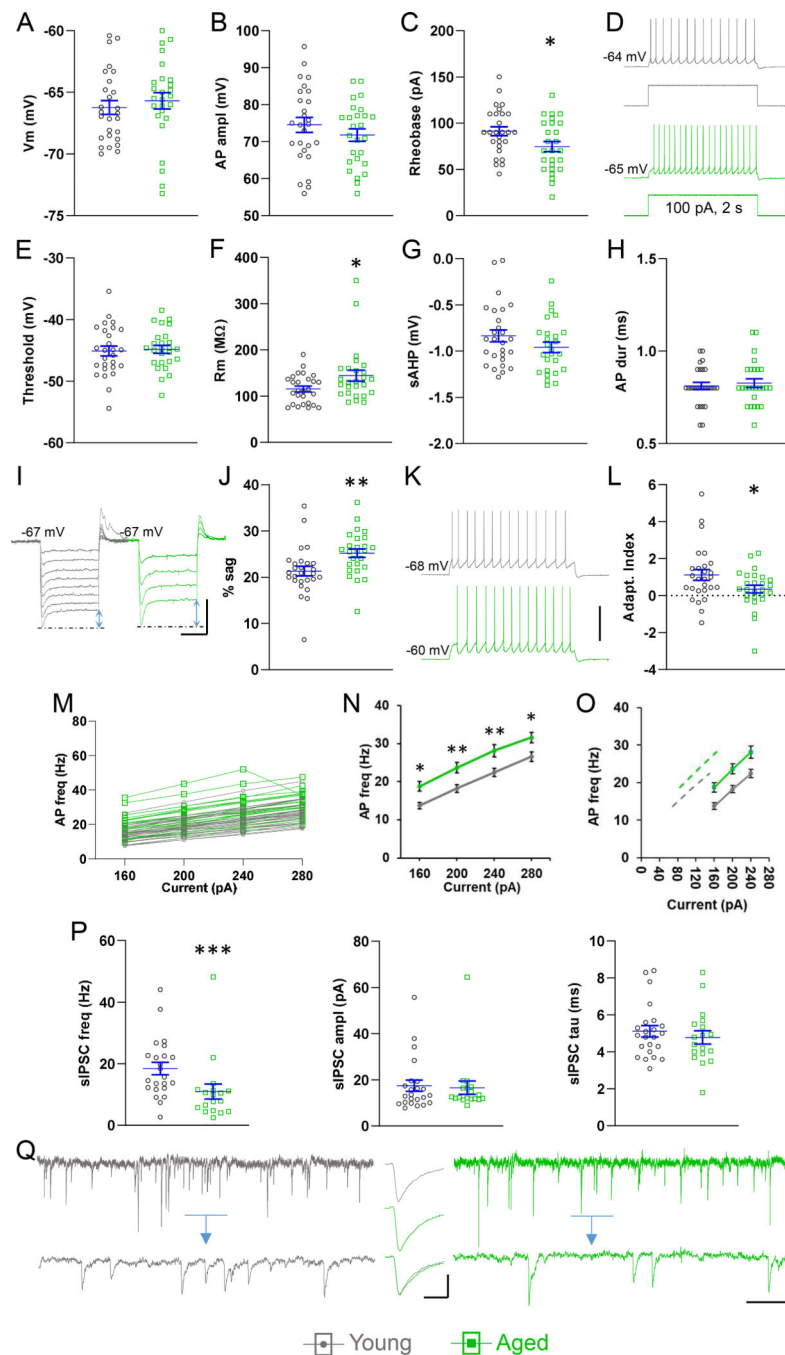 A
Vm (mV)
-60
-65
-70
-75
B
AP ampl (mV)
100
90
80
70
60
50
C
Rheobase (pA)
200
150
100
50
0
*
D
-64 mV
-65 mV
100 pA, 2 s
E
Threshold (mV)
-30
-40
-50
-60
F
Rm (MΩ)
400
300
200
100
0
*
G
sAHP (mV)
0.0
-0.5
-1.0
-1.5
-2.0
H
AP dur (ms)
1.0
0.5
I
-67 mV
-67 mV
J
% sag
40
30
20
10
0
**
K
-68 mV
-60 mV
L
Adapt. Index
6
4
2
0
-2
-4
*
M
AP freq (Hz)
80
60
40
20
0
160 200 240 280
Current (pA)
N
AP freq (Hz)
40
30
20
10
0
* ** ** *
160 200 240 280
Current (pA)
O
AP freq (Hz)
40
30
20
10
0
0 40 80 120 160 200 240 280
Current (pA)
P
sIPSC freq (Hz)
60
40
20
0
***
sIPSC ampl (pA)
80
60
40
20
0
sIPSC tau (ms)
10
8
6
4
2
0
Q
Young
Aged